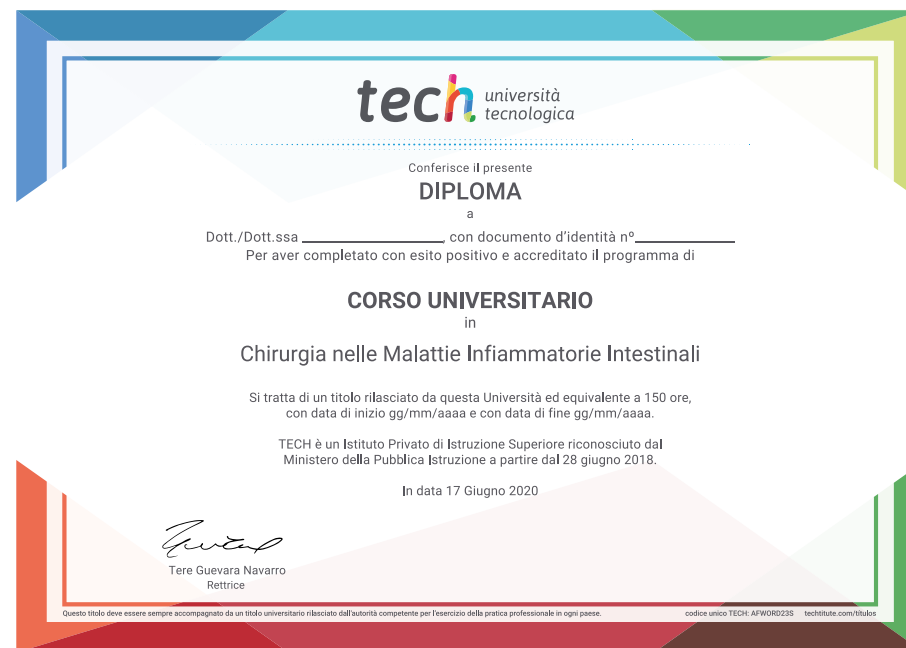 tech università
tecnologica
Conferisce il presente
DIPLOMA
a
Dott./Dott.ssa ____________________, con documento d'identità nº______________
Per aver completato con esito positivo e accreditato il programma di
CORSO UNIVERSITARIO
in
Chirurgia nelle Malattie Infiammatorie Intestinali
Si tratta di un titolo rilasciato da questa Università ed equivalente a 150 ore,
con data di inizio gg/mm/aaaa e con data di fine gg/mm/aaaa.
TECH è un Istituto Privato di Istruzione Superiore riconosciuto dal
Ministero della Pubblica Istruzione a partire dal 28 giugno 2018.
In data 17 Giugno 2020
Tere Guevara Navarro
Rettrice
Questo titolo deve essere sempre accompagnato da un titolo universitario rilasciato dall'autorità competente per l'esercizio della pratica professionale in ogni paese. codice unico TECH: AFWORD23S techtitute.com/titulos